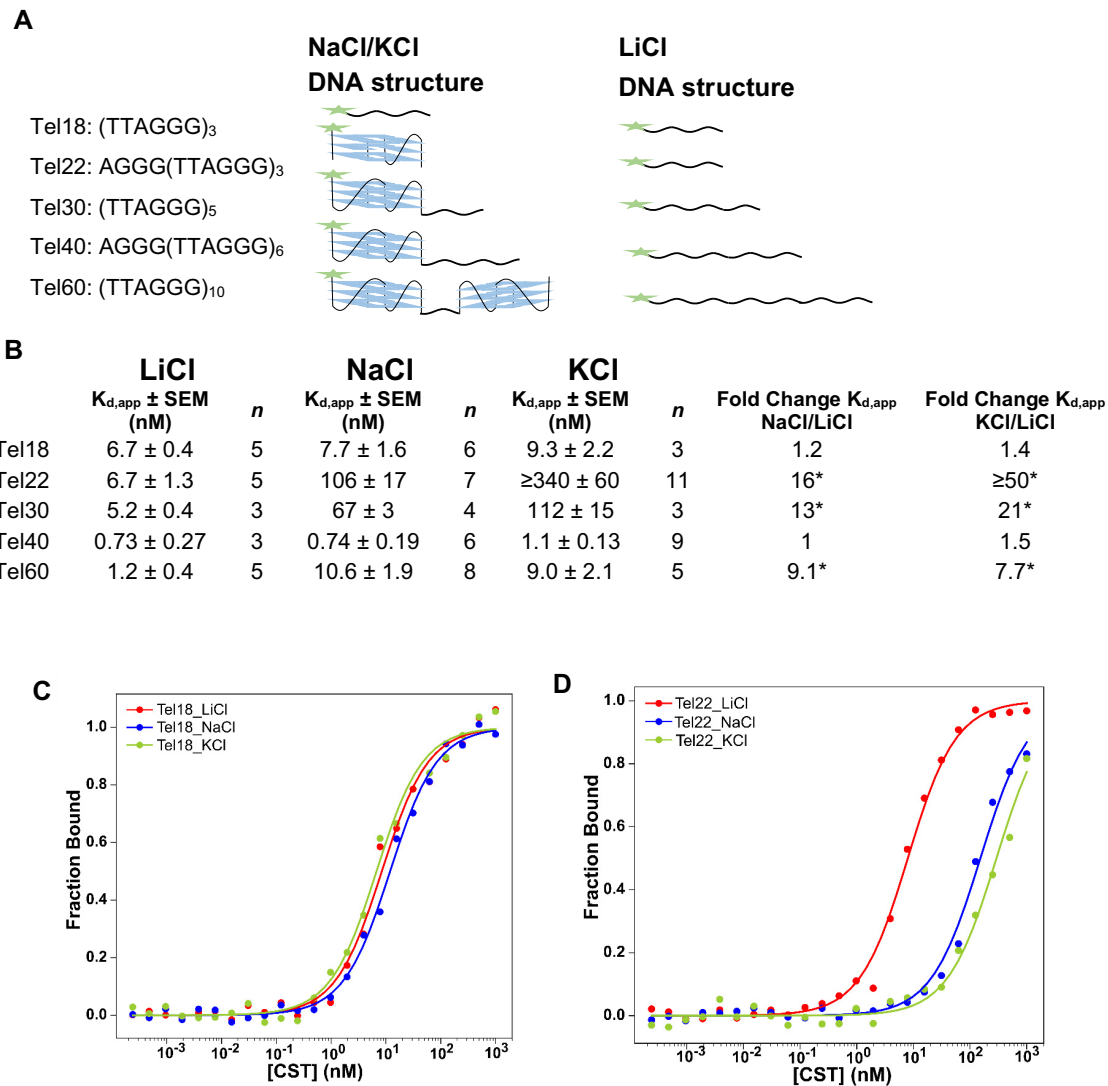 A
NaCl/KCl LiCl
DNA structure DNA structure
Tel18: (TTAGGG)3
Tel22: AGGG(TTAGGG)3
Tel30: (TTAGGG)5
Tel40: AGGG(TTAGGG)6
Tel60: (TTAGGG)10
B
LiCl NaCl KCl
Kd,app ± SEM (nM) n Kd,app ± SEM (nM) n Kd,app ± SEM (nM) n Fold Change Kd,app NaCl/LiCl Fold Change Kd,app KCl/LiCl
Tel18 6.7 ± 0.4 5 7.7 ± 1.6 6 9.3 ± 2.2 3 1.2 1.4
Tel22 6.7 ± 1.3 5 106 ± 17 7 ≥340 ± 60 11 16* ≥50*
Tel30 5.2 ± 0.4 3 67 ± 3 4 112 ± 15 3 13* 21*
Tel40 0.73 ± 0.27 3 0.74 ± 0.19 6 1.1 ± 0.13 9 1 1.5
Tel60 1.2 ± 0.4 5 10.6 ± 1.9 8 9.0 ± 2.1 5 9.1* 7.7*
C
Tel18_LiCl
Tel18_NaCl
Tel18_KCl
Fraction Bound
1.0
0.8
0.6
0.4
0.2
0.0
10-3 10-2 10-1 100 101 102 103
[CST] (nM)
D
Tel22_LiCl
Tel22_NaCl
Tel22_KCl
Fraction Bound
1.0
0.8
0.6
0.4
0.2
0.0
10-3 10-2 10-1 100 101 102 103
[CST] (nM)